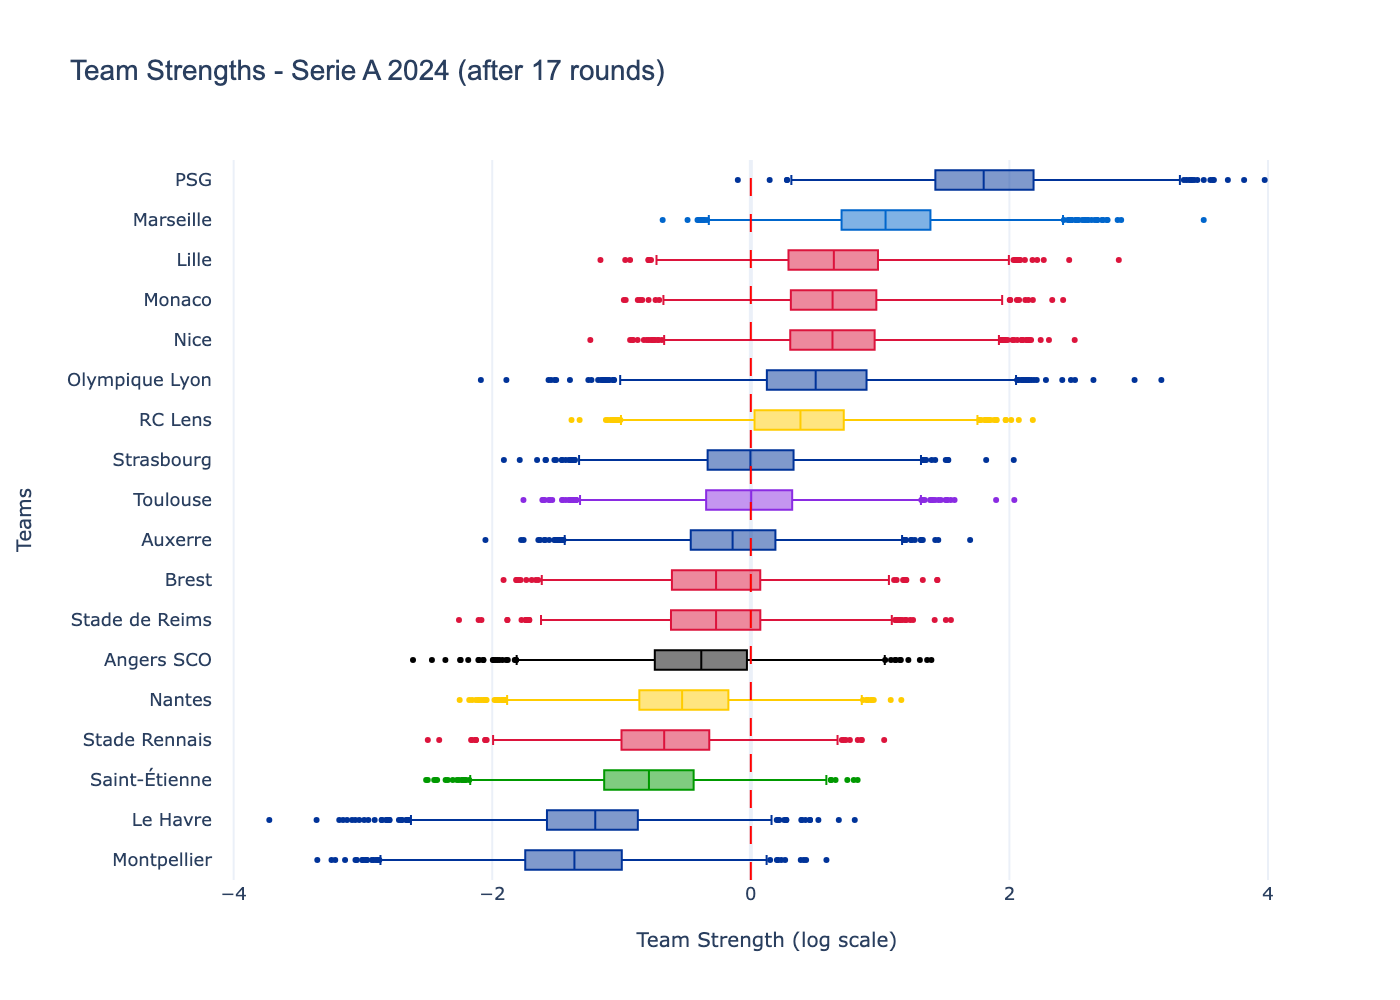 Team Strengths - Serie A 2024 (after 17 rounds)
PSG
Marseille
Lille
Monaco
Nice
Olympique Lyon
RC Lens
Strasbourg
Toulouse
Auxerre
Brest
Stade de Reims
Angers SCO
Nantes
Stade Rennais
Saint-Étienne
Le Havre
Montpellier
Teams
−4
−2
0
2
4
Team Strength (log scale)